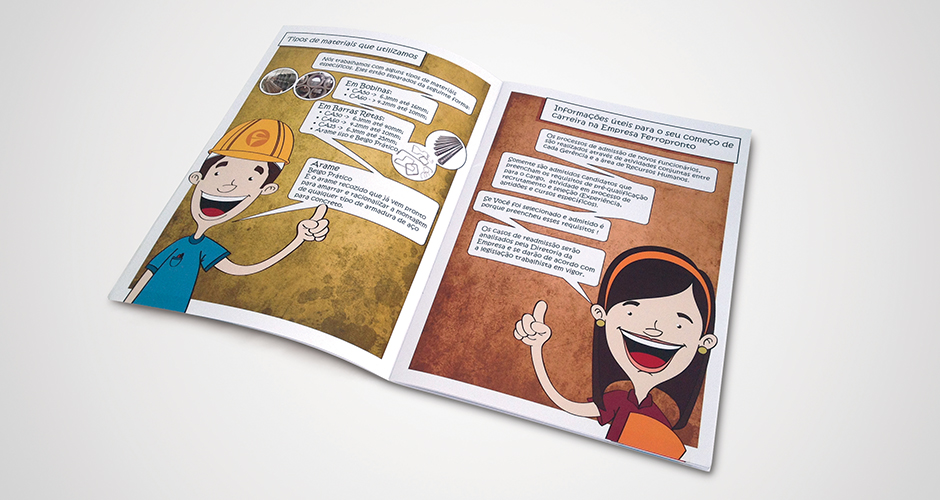 Tipos de materiais que utilizamos
Nós trabalhamos com alguns tipos de materiais
específicos. Eles estão separados da seguinte forma:
Em Bobinas:
• CA50 -> 6.3mm até 16mm;
• CA60 -> 4.2mm até 10mm;
Em Barras Retas:
• CA50 -> 6.3mm até 40mm;
• CA60 -> 4.2mm até 10mm;
• CA25 -> 6.3mm até 25mm;
• Arame liso e Belgo Prático
Arame
Belgo Prático
É o arame recozido que já vem pronto
para amarrar e racionalizar a montagem
de qualquer tipo de armadura de aço
para concreto.
Informações úteis para o seu começo de
Carreira na Empresa Ferropronto
Os processos de admissão de novos Funcionários,
são realizados através de atividades conjuntas entre
cada Gerência e a área de Recursos Humanos.
Somente são admitidos candidatos que
preencham os requisitos de pré-qualificação
para o Cargo, atividade em processo de
recrutamento e seleção (Experiência,
aptidões e Cursos específicos).
Se Você foi selecionado e admitido é
porque preencheu esses requisitos !
Os casos de readmissão serão
analisados pela Diretoria da
Empresa e se darão de acordo com
a legislação trabalhista em vigor.